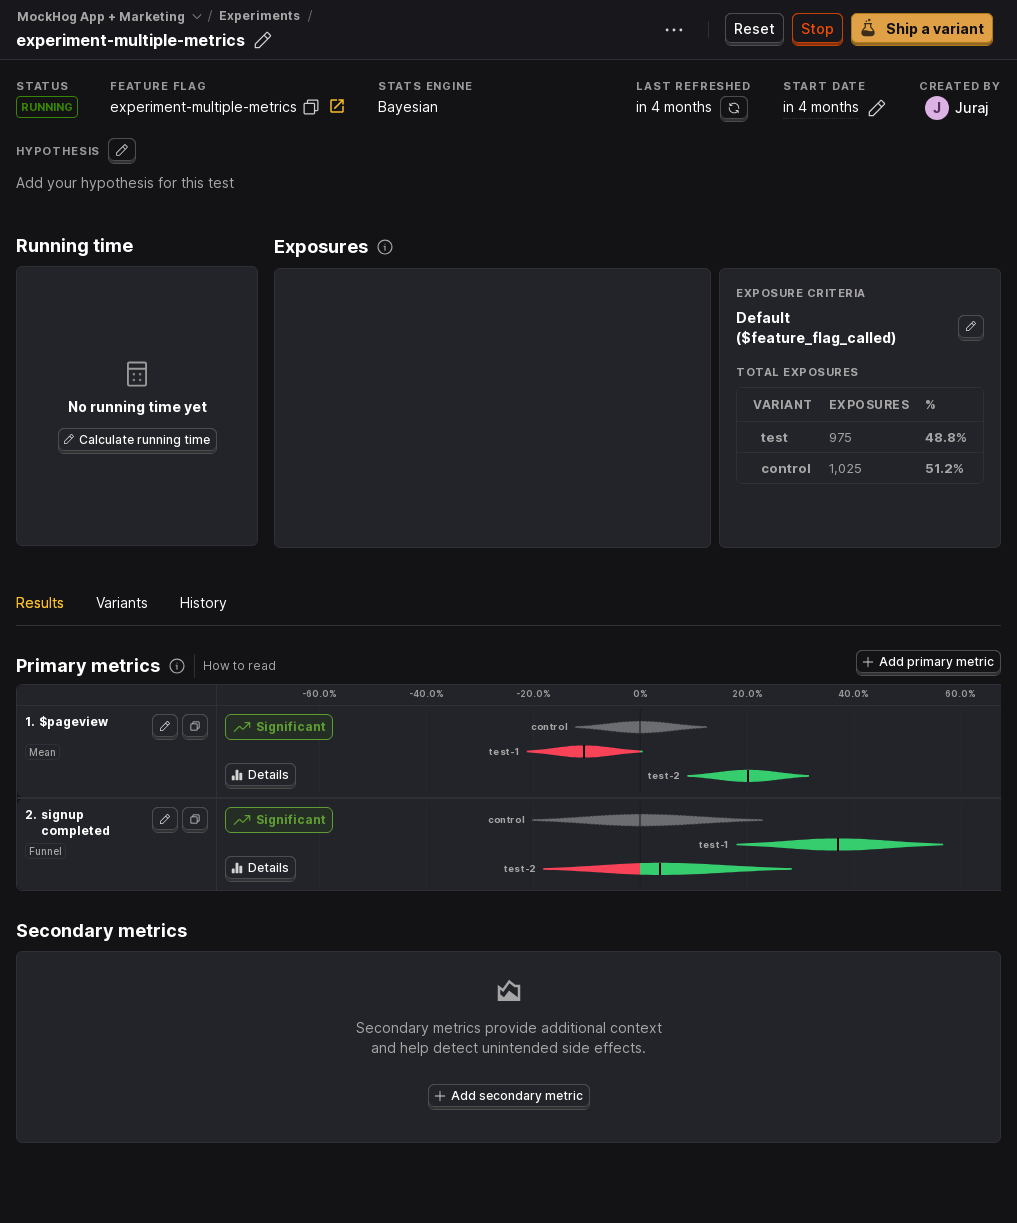 MockHog App + Marketing / Experiments /
experiment-multiple-metrics
Reset
Stop
Ship a variant
STATUS
RUNNING
FEATURE FLAG
experiment-multiple-metrics
STATS ENGINE
Bayesian
LAST REFRESHED
in 4 months
START DATE
in 4 months
CREATED BY
J Juraj
HYPOTHESIS
Add your hypothesis for this test
Running time
No running time yet
Calculate running time
Exposures
EXPOSURE CRITERIA
Default
($feature_flag_called)
TOTAL EXPOSURES
VARIANT EXPOSURES %
test 975 48.8%
control 1,025 51.2%
Results Variants History
Primary metrics
How to read
Add primary metric
-60.0% -40.0% -20.0% 0% 20.0% 40.0% 60.0%
1. $pageview
Mean
Significant
Details
control
test-1
test-2
2. signup
completed
Funnel
Significant
Details
control
test-1
test-2
Secondary metrics
Secondary metrics provide additional context
and help detect unintended side effects.
Add secondary metric